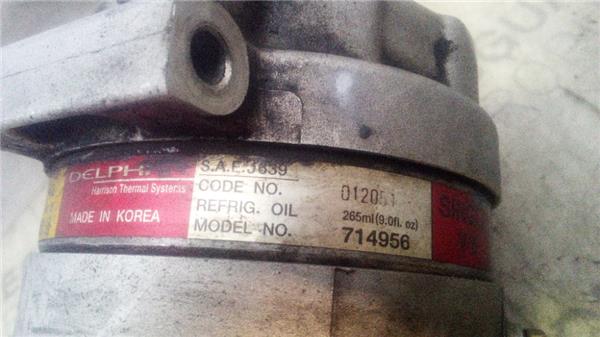 DELPHI
Harrison Thermal Systems
MADE IN KOREA
S.A.E. J639
CODE NO. 012051
REFRIG. OIL 265ml (9.0fl. oz)
MODEL NO. 714956